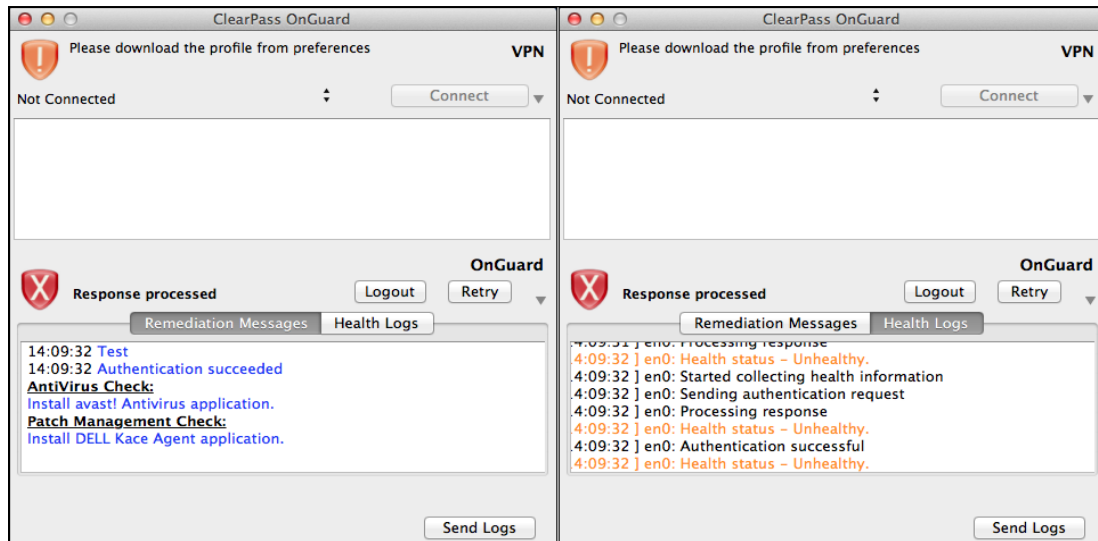 ClearPass OnGuard
Please download the profile from preferences
VPN
Not Connected
Connect
OnGuard
Response processed
Logout
Retry
Remediation Messages
Health Logs
14:09:32 Test
14:09:32 Authentication succeeded
AntiVirus Check:
Install avast! Antivirus application.
Patch Management Check:
Install DELL Kace Agent application.
Send Logs
ClearPass OnGuard
Please download the profile from preferences
VPN
Not Connected
Connect
OnGuard
Response processed
Logout
Retry
Remediation Messages
Health Logs
4:09:31 ] en0: Processing response
4:09:32 ] en0: Health status – Unhealthy.
4:09:32 ] en0: Started collecting health information
4:09:32 ] en0: Sending authentication request
4:09:32 ] en0: Processing response
4:09:32 ] en0: Health status – Unhealthy.
4:09:32 ] en0: Authentication successful
4:09:32 ] en0: Health status – Unhealthy.
Send Logs